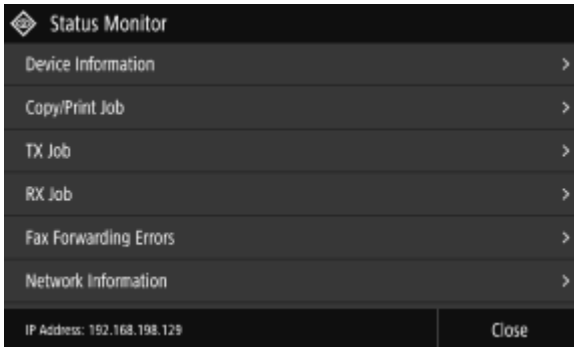 Status Monitor
Device Information
Copy/Print Job
TX Job
RX Job
Fax Forwarding Errors
Network Information
IP Address: 192.168.198.129
Close